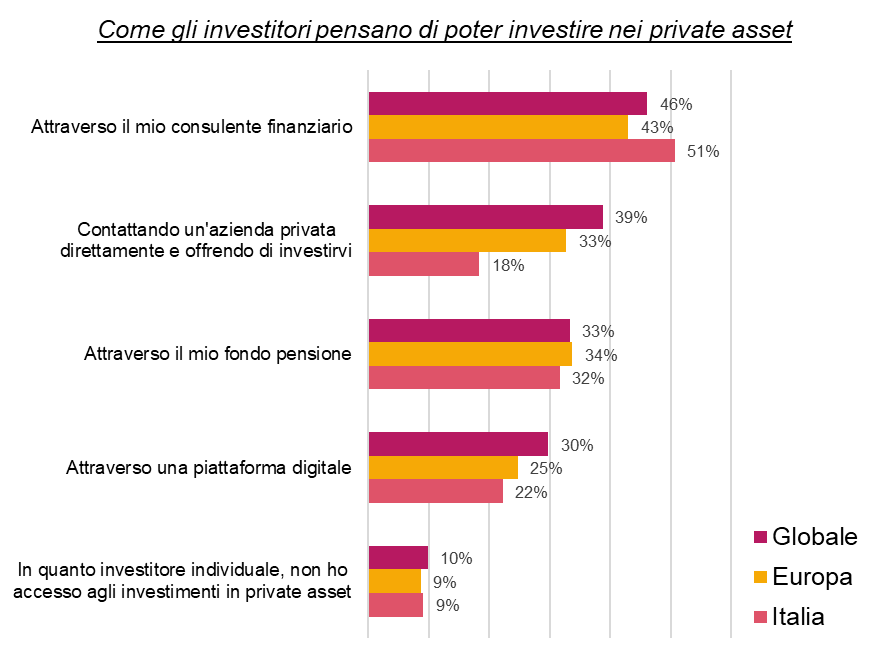 Come gli investitori pensano di poter investire nei private asset
Attraverso il mio consulente finanziario
46%
43%
51%
Contattando un'azienda privata
direttamente e offrendo di investirvi
39%
33%
18%
Attraverso il mio fondo pensione
33%
34%
32%
Attraverso una piattaforma digitale
30%
25%
22%
In quanto investitore individuale, non ho
accesso agli investimenti in private asset
10%
9%
9%
Globale
Europa
Italia